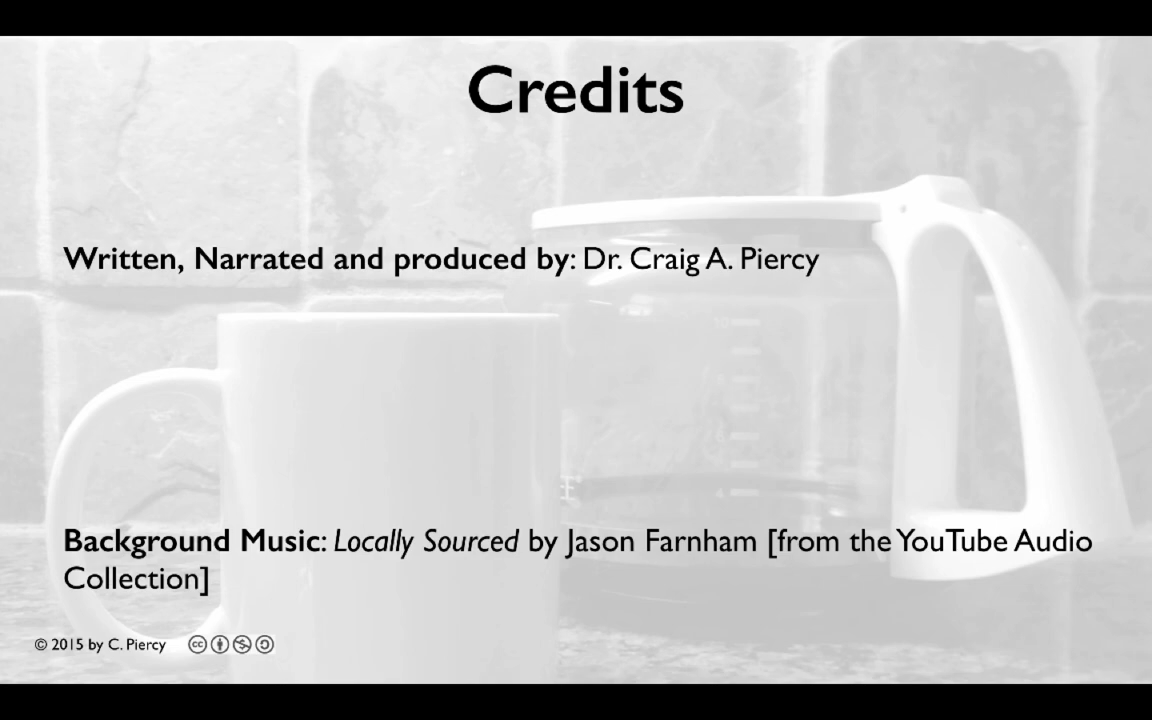 Credits
Written, Narrated and produced by: Dr. Craig A. Piercy
Background Music: Locally Sourced by Jason Farnham [from the YouTube Audio
Collection]
© 2015 by C. Piercy